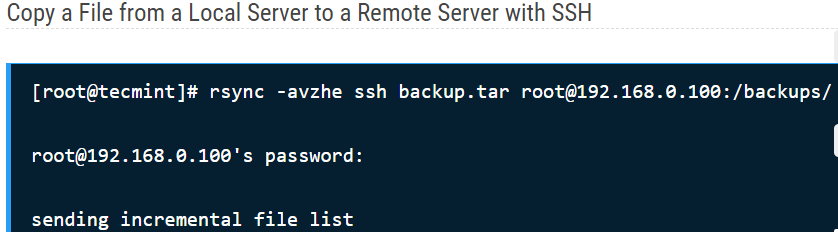 Copy a File from a Local Server to a Remote Server with SSH
[root@tecmint]# rsync -avzhe ssh backup.tar root@192.168.0.100:/backups/
root@192.168.0.100's password:
sending incremental file list